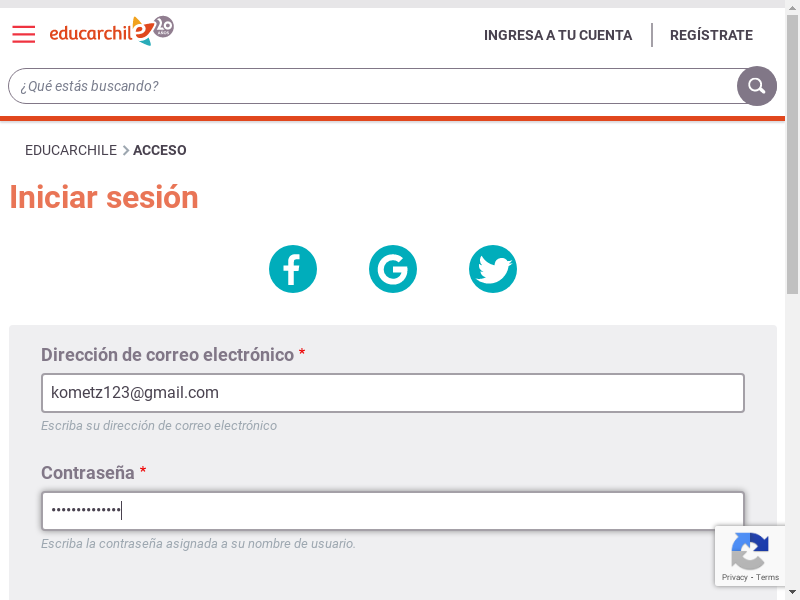 educarchile 20 AÑOS
INGRESA A TU CUENTA
REGÍSTRATE
¿Qué estás buscando?
EDUCARCHILE > ACCESO
Iniciar sesión
Dirección de correo electrónico *
kometz123@gmail.com
Escriba su dirección de correo electrónico
Contraseña *
••••••••••••••
Escriba la contraseña asignada a su nombre de usuario.
Privacy - Terms